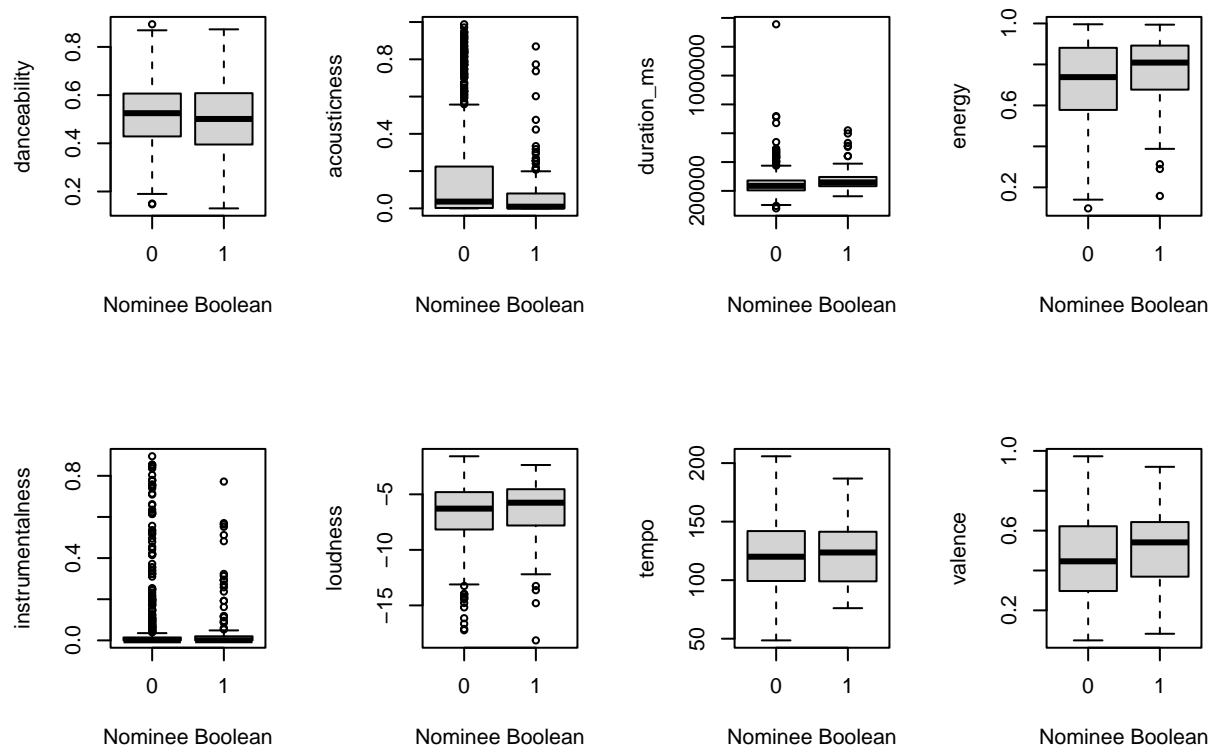 danceability
0.2 0.4 0.6 0.8
0 1
Nominee Boolean
acousticness
0.0 0.4 0.8
0 1
Nominee Boolean
duration_ms
200000 1000000
0 1
Nominee Boolean
energy
0.2 0.6 1.0
0 1
Nominee Boolean
instrumentalness
0.0 0.4 0.8
0 1
Nominee Boolean
loudness
−15 −10 −5
0 1
Nominee Boolean
tempo
50 100 150 200
0 1
Nominee Boolean
valence
0.2 0.6 1.0
0 1
Nominee Boolean